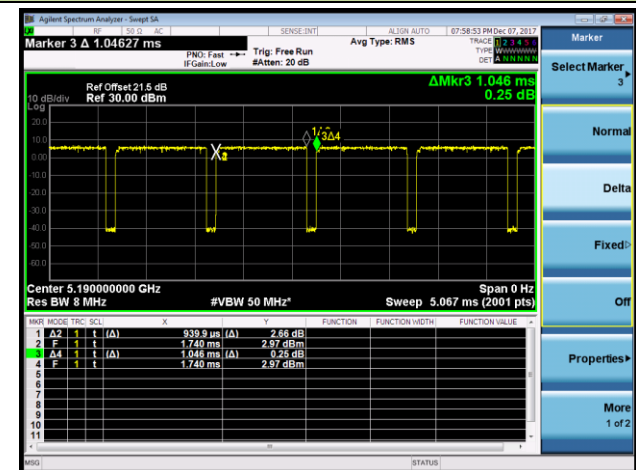 Agilent Spectrum Analyzer - Swept SA
RF 50 Ω AC SENSE:INT ALIGN AUTO 07:58:53 PM Dec 07, 2017
Marker 3 Δ 1.04627 ms
PNO: Fast Trig: Free Run
IFGain:Low #Atten: 20 dB
Avg Type: RMS
TRACE 1 2 3 4 5 6
TYPE WWWWWW
DET A N N N N N
ΔMkr3 1.046 ms
0.25 dB
Ref Offset 21.5 dB
10 dB/div Ref 30.00 dBm
Log
20.0
10.0
0.00
-10.0
-20.0
-30.0
-40.0
-50.0
-60.0
3Δ4
Center 5.190000000 GHz Span 0 Hz
Res BW 8 MHz #VBW 50 MHz* Sweep 5.067 ms (2001 pts)
MKR MODE TRC SCL X Y FUNCTION FUNCTION WIDTH FUNCTION VALUE
1 Δ2 1 t (Δ) 939.9 µs (Δ) 2.66 dB
2 F 1 t 1.740 ms 2.97 dBm
3 Δ4 1 t (Δ) 1.046 ms (Δ) 0.25 dB
4 F 1 t 1.740 ms 2.97 dBm
5
6
7
8
9
10
11
MSG STATUS
Marker
Select Marker
3
Normal
Delta
Fixed
Off
Properties
More
1 of 2